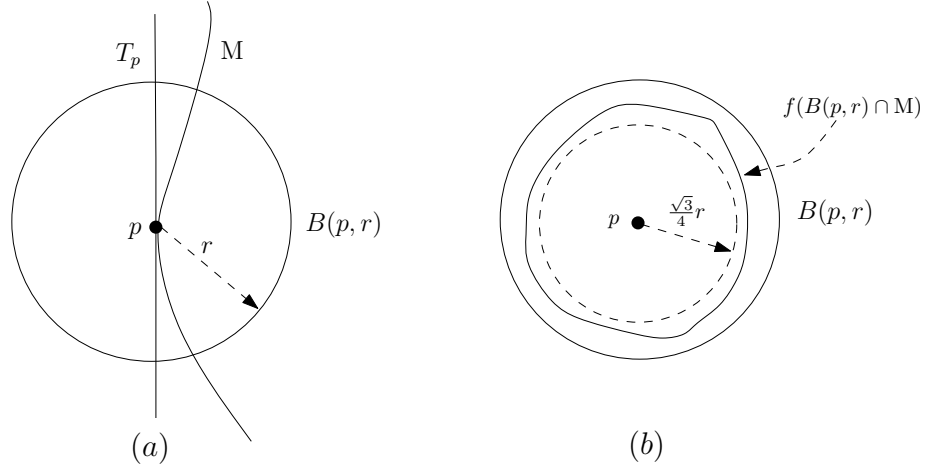 T_p
M
p
r
B(p, r)
(a)
f(B(p, r) ∩ M)
p
√3/4 r
B(p, r)
(b)